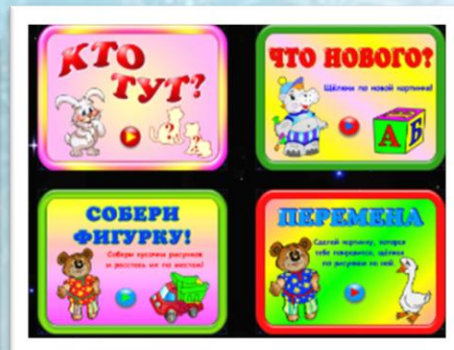 КТО
ТУТ?
?
ЧТО НОВОГО?
Щёлкни по новой картинке!
А Б
СОБЕРИ
ФИГУРКУ!
Собери кусочки рисунков
и расставь их по местам!
ПЕРЕМЕНА
Сделай картинку, которая
тебе понравится, щёлкая
по рисункам на ней.